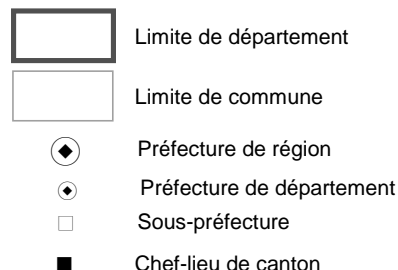 Limite de département
Limite de commune
Préfecture de région
Préfecture de département
Sous-préfecture
Chef-lieu de canton